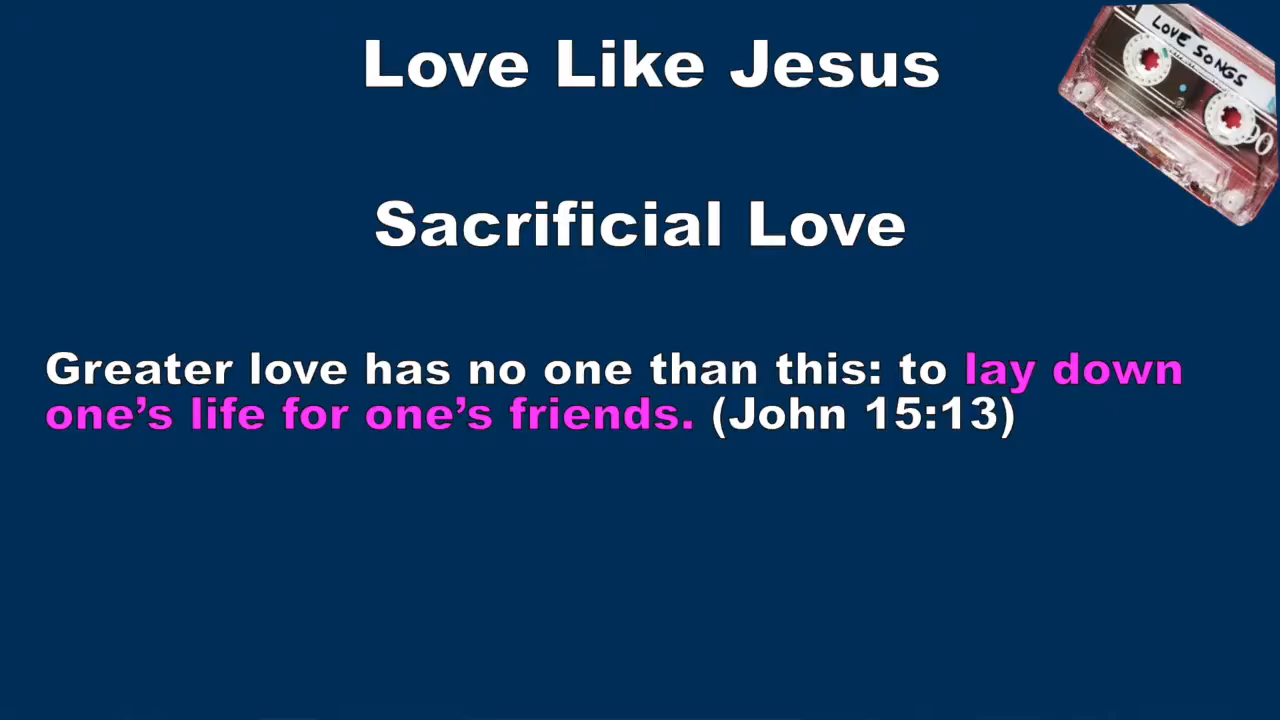 Love Like Jesus
LOVE SONGS
90
Sacrificial Love
Greater love has no one than this: to lay down
one’s life for one’s friends. (John 15:13)